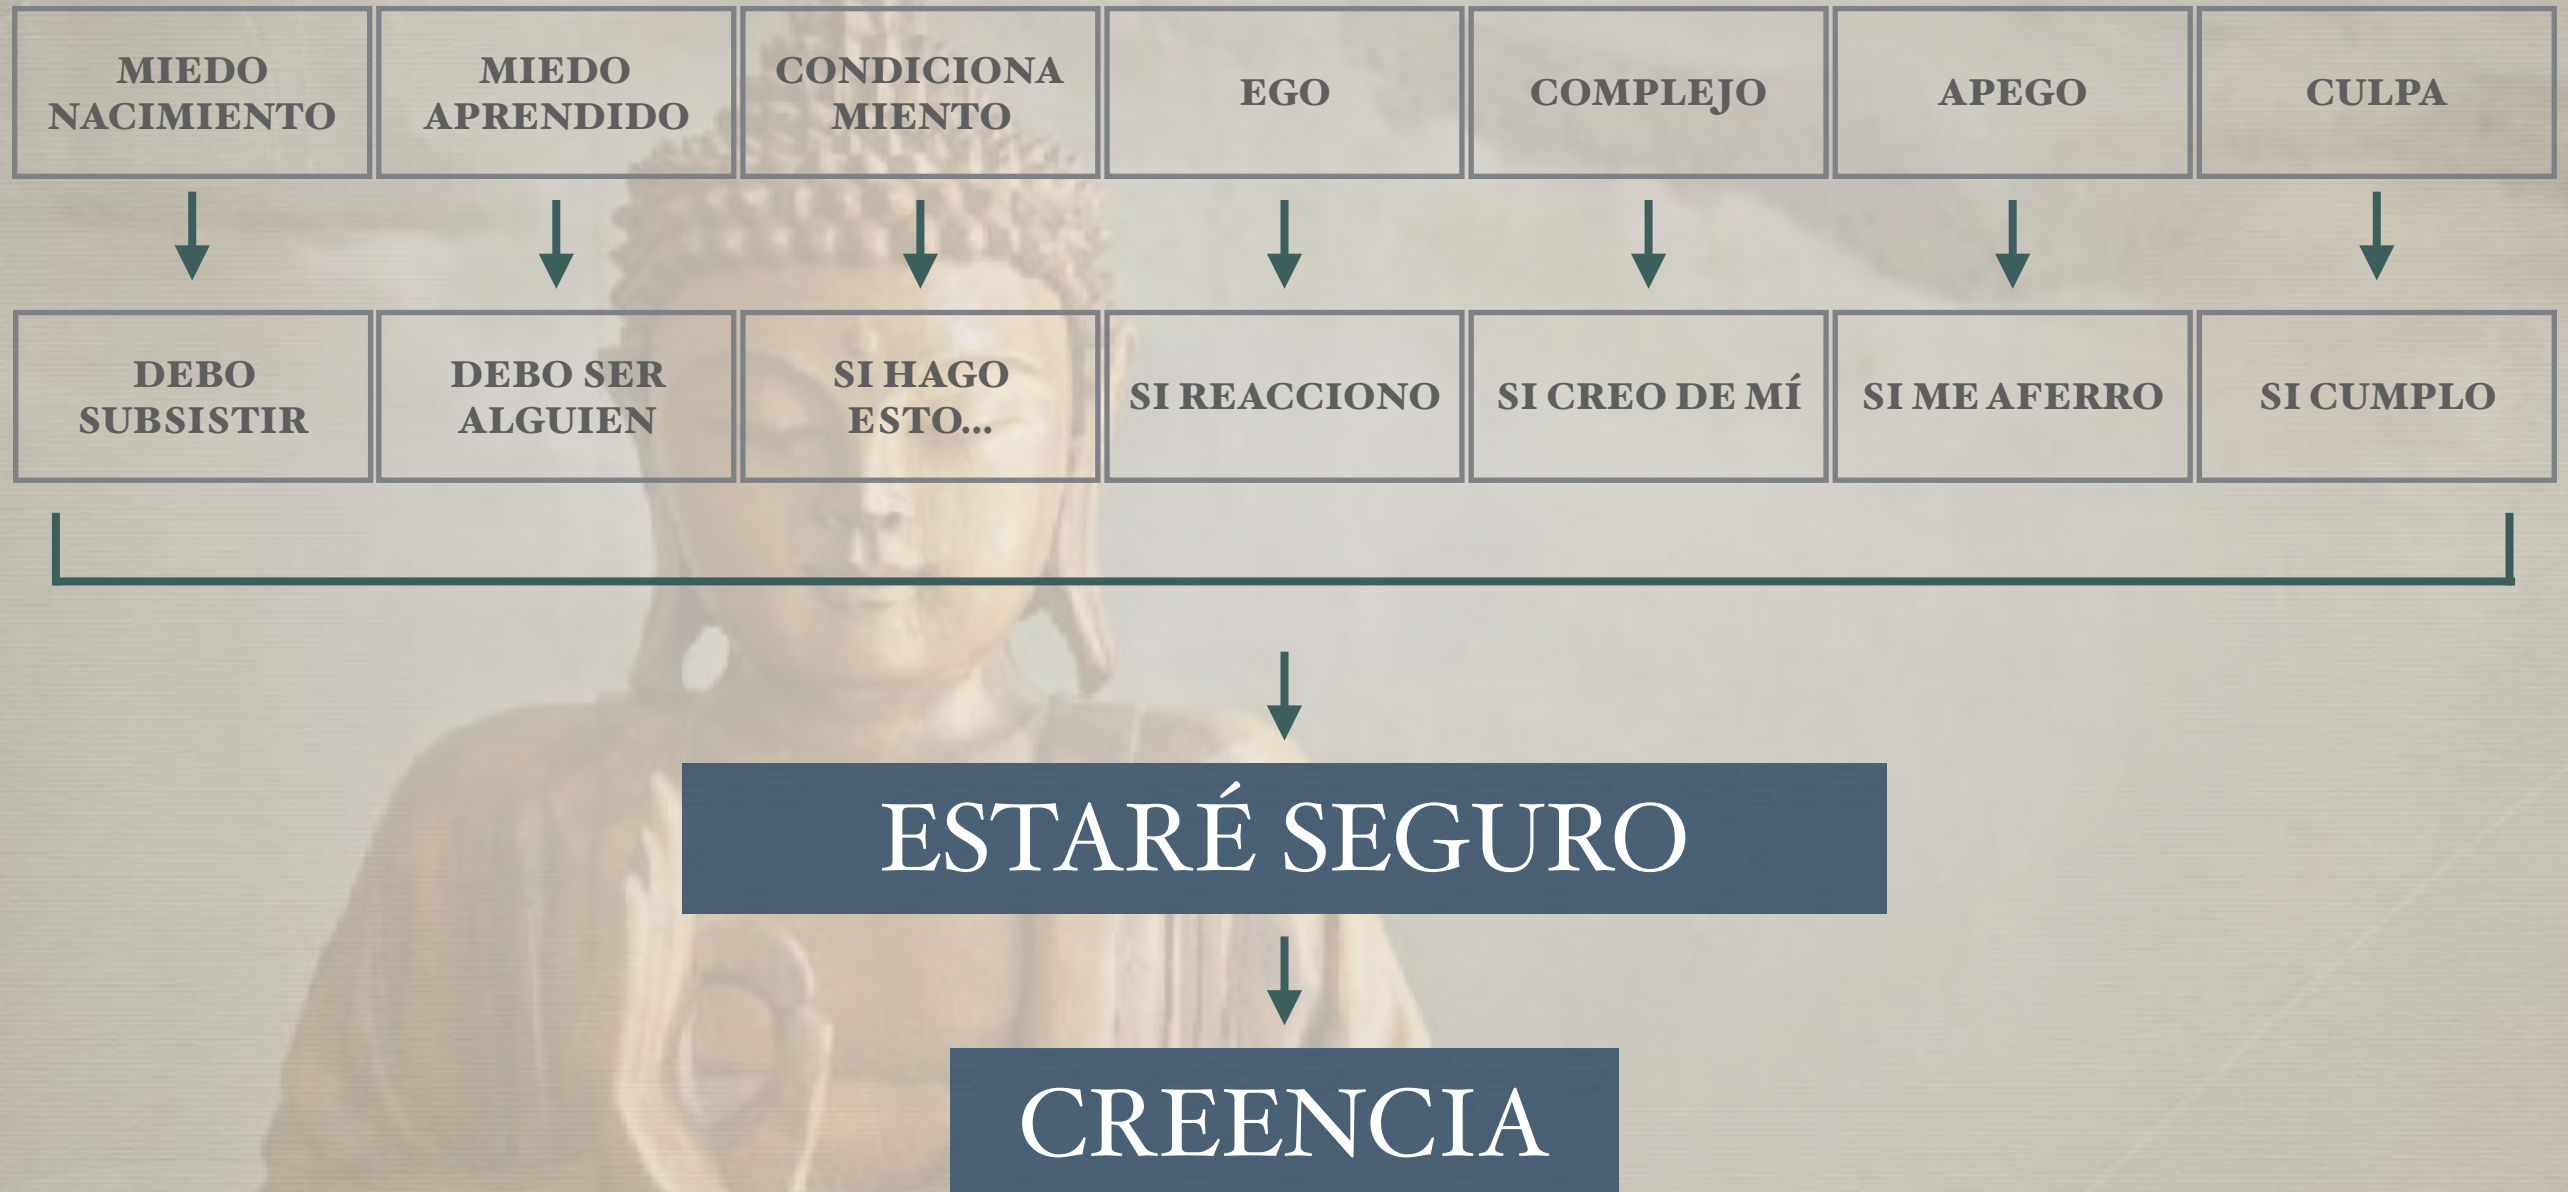 MIEDO
NACIMIENTO
MIEDO
APRENDIDO
CONDICIONA
MIENTO
EGO
COMPLEJO
APEGO
CULPA
DEBO
SUBSISTIR
DEBO SER
ALGUIEN
SI HAGO
ESTO...
SI REACCIONO
SI CREO DE MÍ
SI ME AFERRO
SI CUMPLO
ESTARÉ SEGURO
CREENCIA